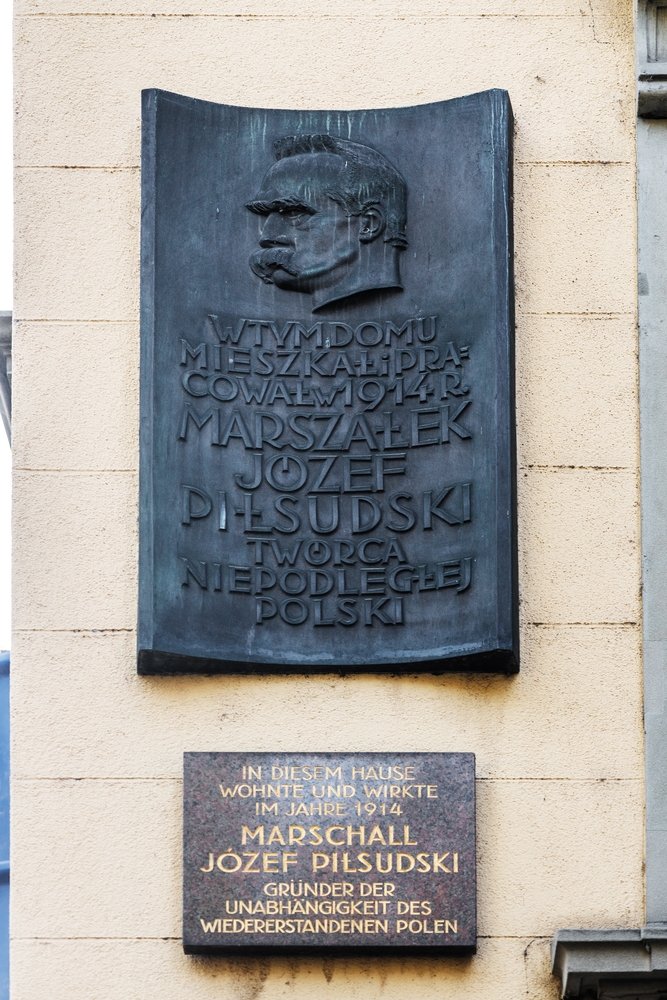 W TYM DOMU
MIESZKAŁ i PRA=
COWAŁ w 1914 R.
MARSZAŁEK
JÓZEF
PIŁSUDSKI
TWÓRCA
NIEPODLEGŁEJ
POLSKI
IN DIESEM HAUSE
WOHNTE UND WIRKTE
IM JAHRE 1914
MARSCHALL
JÓZEF PIŁSUDSKI
GRÜNDER DER
UNABHÄNGIGKEIT DES
WIEDERERSTANDENEN POLEN